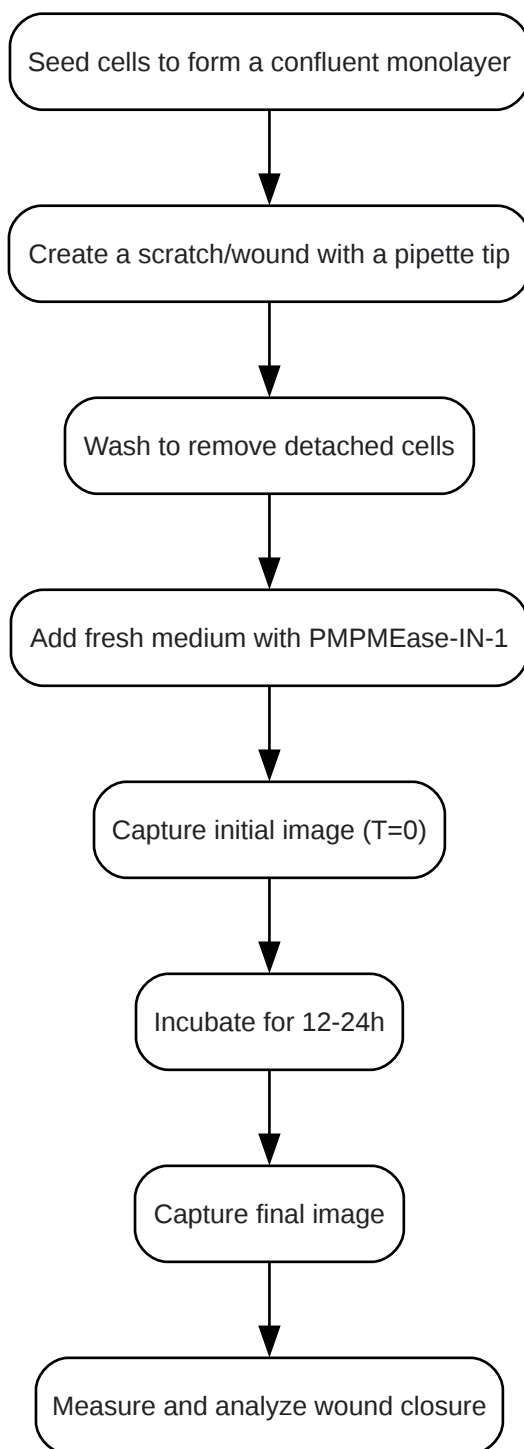 Seed cells to form a confluent monolayer
Create a scratch/wound with a pipette tip
Wash to remove detached cells
Add fresh medium with PMPMEase-IN-1
Capture initial image (T=0)
Incubate for 12-24h
Capture final image
Measure and analyze wound closure